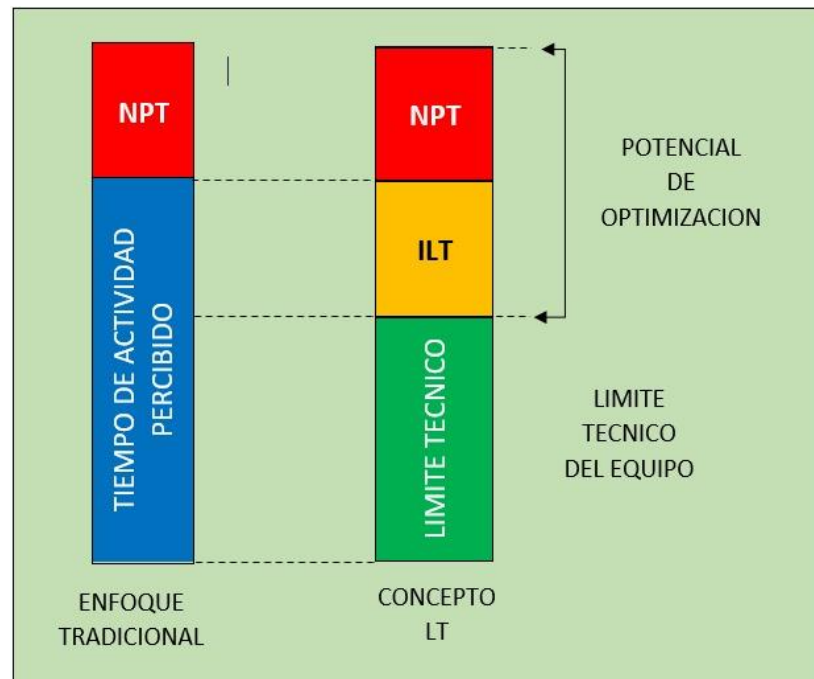 NPT
TIEMPO DE ACTIVIDAD
PERCIBIDO
ENFOQUE
TRADICIONAL
NPT
ILT
LIMITE TECNICO
CONCEPTO
LT
POTENCIAL
DE
OPTIMIZACION
LIMITE
TECNICO
DEL EQUIPO